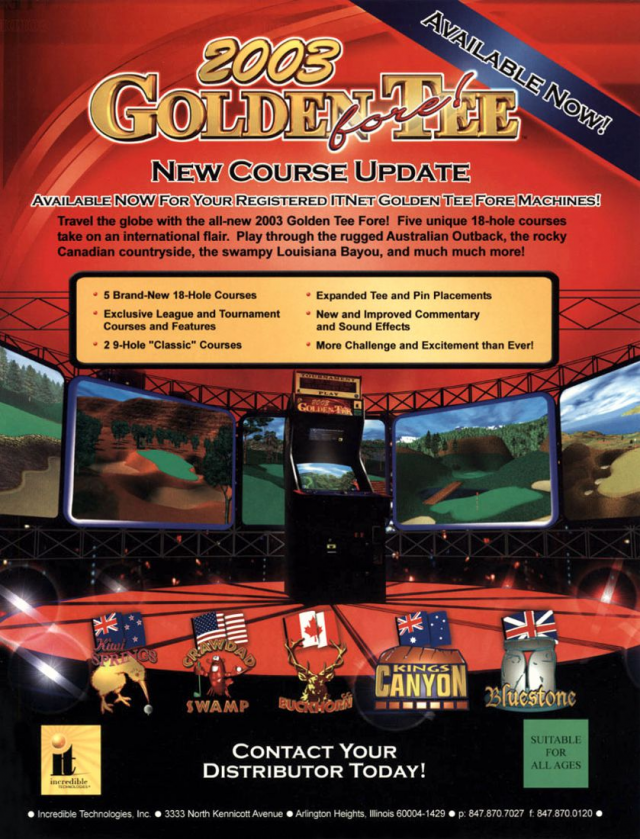 AVAILABLE NOW!
2003
GOLDEN TEE
fore!
NEW COURSE UPDATE
AVAILABLE NOW FOR YOUR REGISTERED ITNET GOLDEN TEE FORE MACHINES!
Travel the globe with the all-new 2003 Golden Tee Fore! Five unique 18-hole courses
take on an international flair. Play through the rugged Australian Outback, the rocky
Canadian countryside, the swampy Louisiana Bayou, and much much more!
• 5 Brand-New 18-Hole Courses
• Exclusive League and Tournament
Courses and Features
• 2 9-Hole "Classic" Courses
• Expanded Tee and Pin Placements
• New and Improved Commentary
and Sound Effects
• More Challenge and Excitement than Ever!
TOURNAMENT
PLAY
2003
GOLDEN TEE
Kiwi
SPRINGS
CRAWDAD
SWAMP
BUCKHORN
KINGS
CANYON
Bluestone
it
incredible
TECHNOLOGIES
CONTACT YOUR
DISTRIBUTOR TODAY!
SUITABLE
FOR
ALL AGES
• Incredible Technologies, Inc. • 3333 North Kennicott Avenue • Arlington Heights, Illinois 60004-1429 • p: 847.870.7027 f: 847.870.0120 •